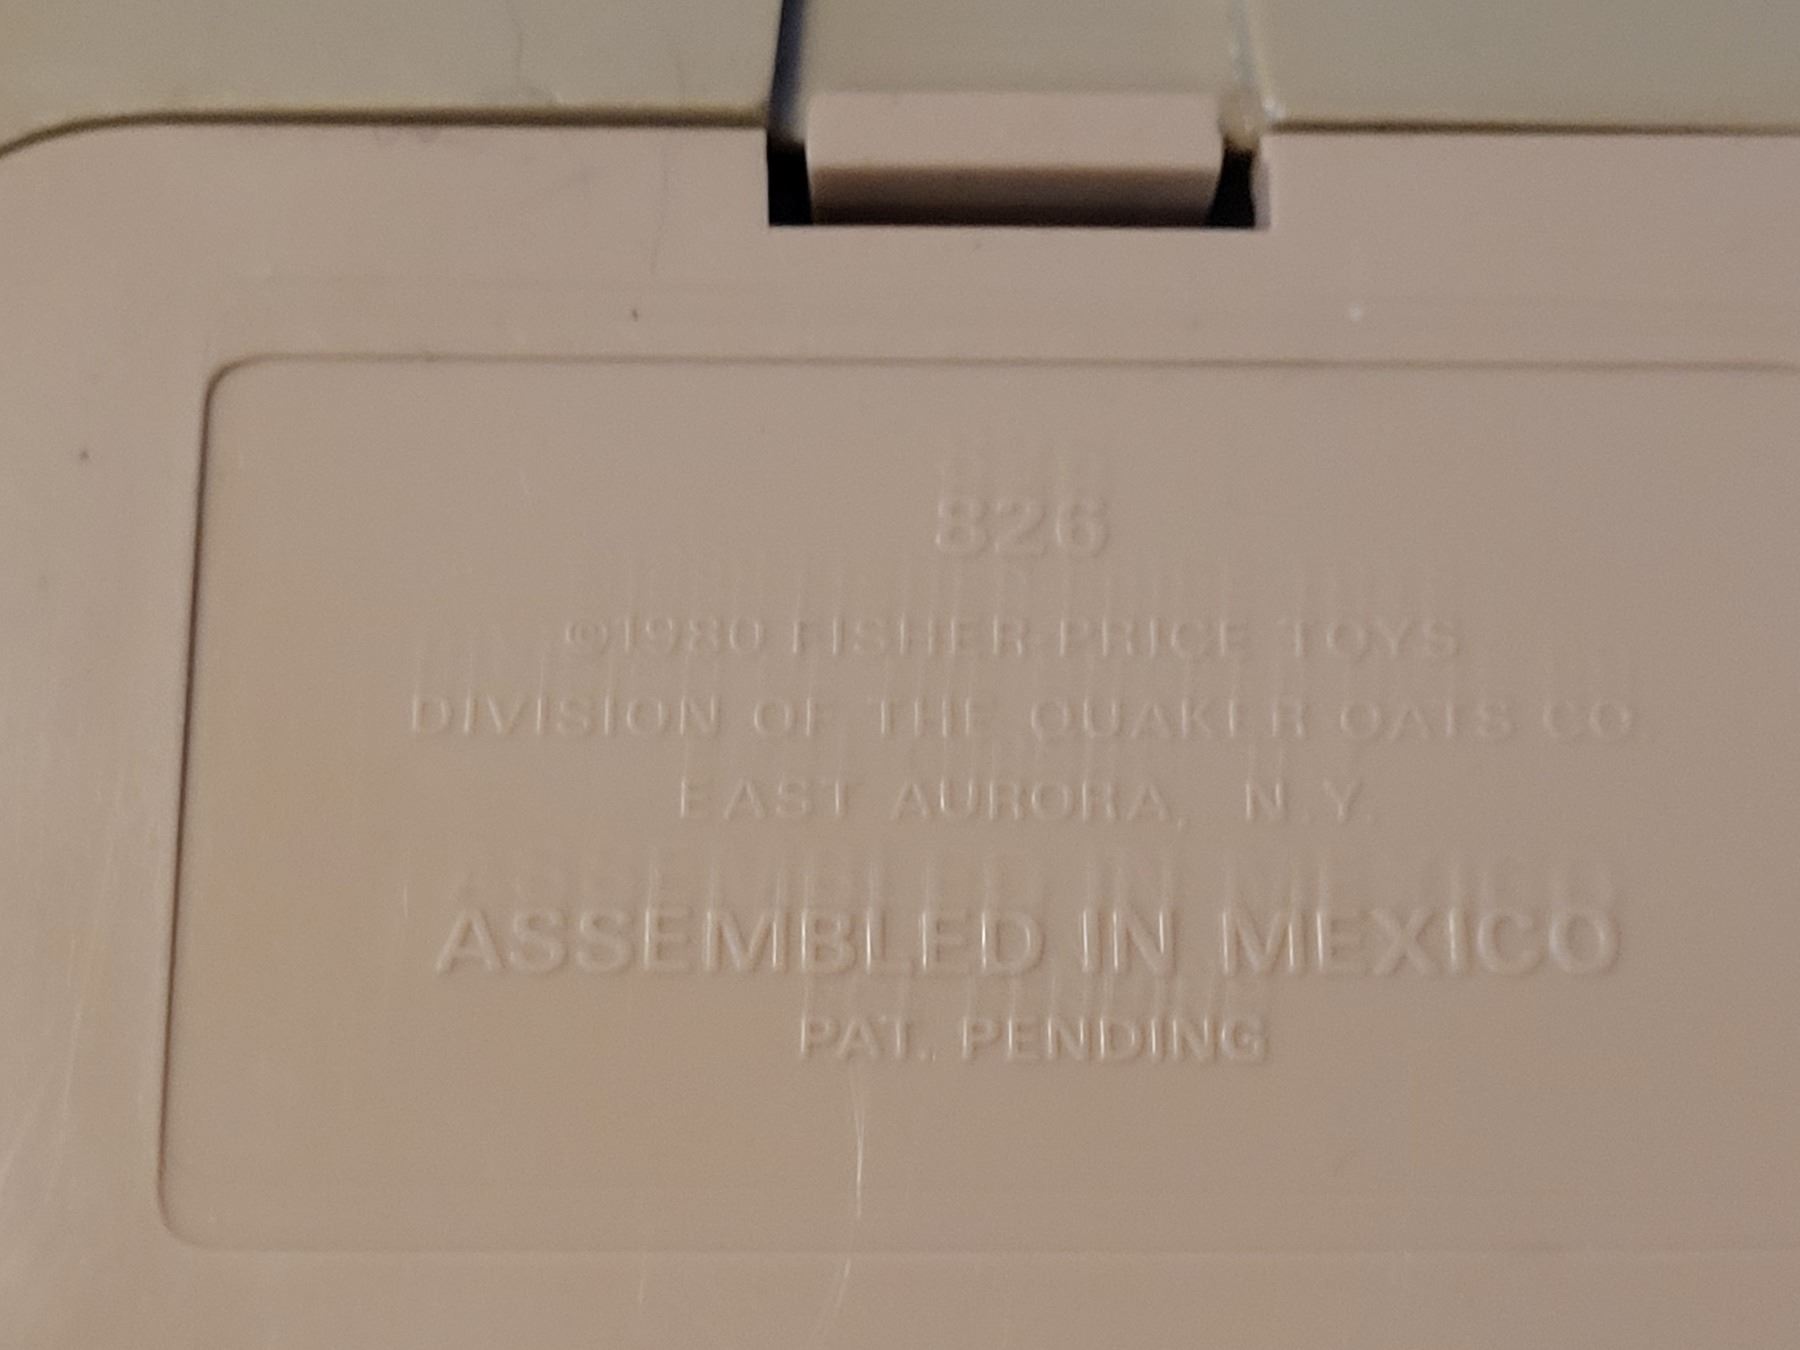 826
©1980 FISHER-PRICE TOYS
DIVISION OF THE QUAKER OATS CO.
EAST AURORA, N.Y.
ASSEMBLED IN MEXICO
PAT. PENDING